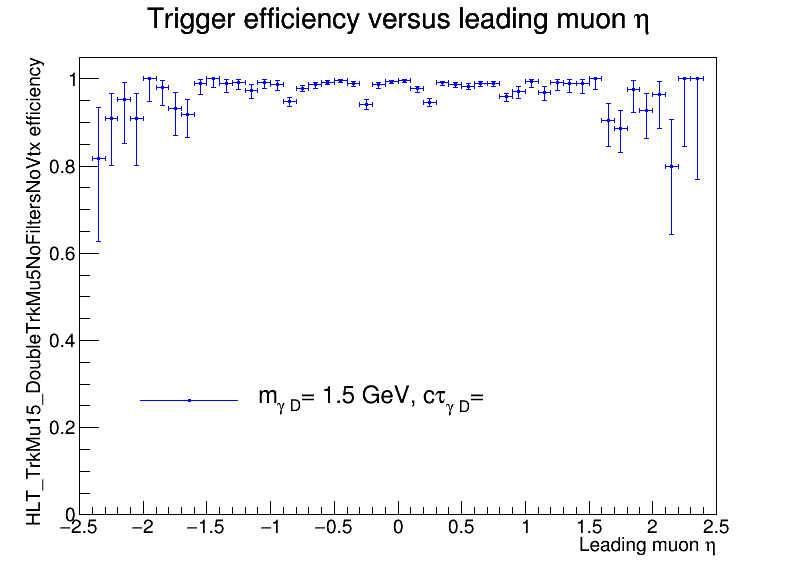 Trigger efficiency versus leading muon η
HLT_TrkMu15_DoubleTrkMu5NoFiltersNoVtx efficiency
1
0.8
0.6
0.4
0.2
0
m_γ D= 1.5 GeV, cτ_γ D=
−2.5 −2 −1.5 −1 −0.5 0 0.5 1 1.5 2 2.5
Leading muon η